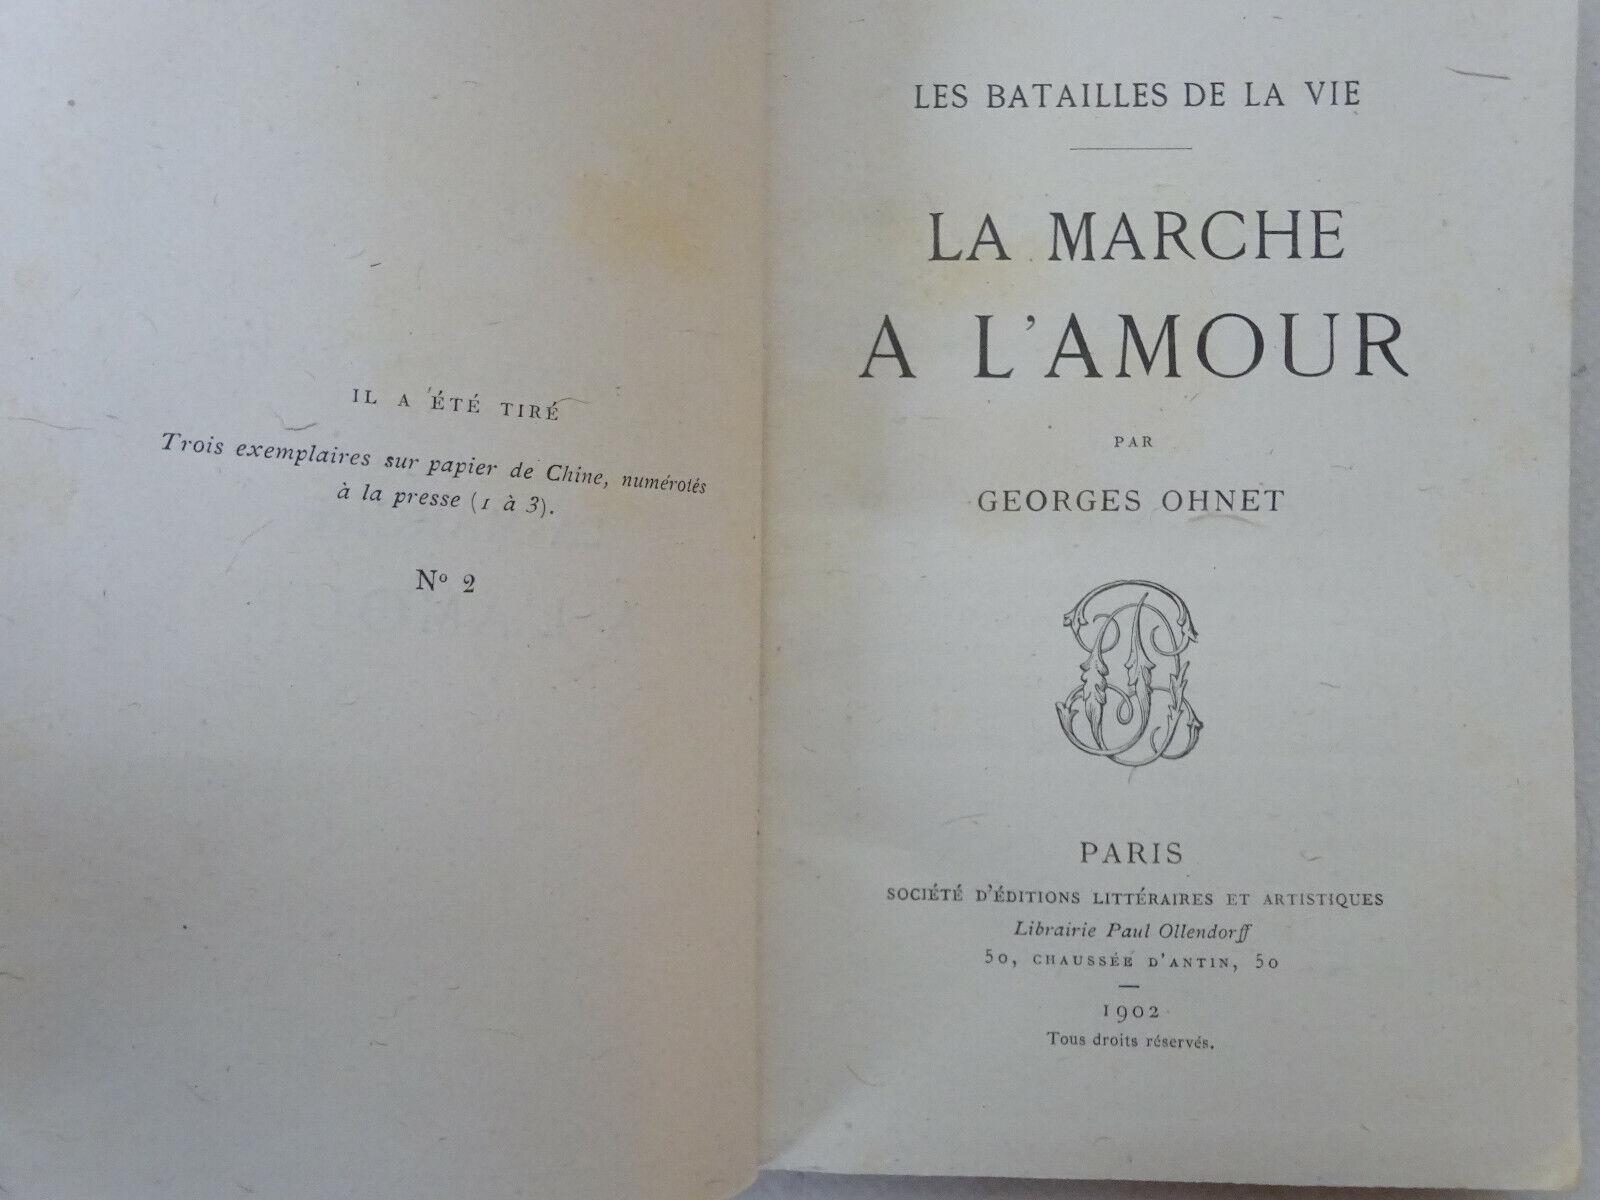 IL A ÉTÉ TIRÉ
Trois exemplaires sur papier de Chine, numérotés
à la presse (1 à 3).
Nº 2
LES BATAILLES DE LA VIE
LA MARCHE
A L'AMOUR
PAR
GEORGES OHNET
PARIS
SOCIÉTÉ D'ÉDITIONS LITTÉRAIRES ET ARTISTIQUES
Librairie Paul Ollendorff
50, CHAUSSÉE D'ANTIN, 50
1902
Tous droits réservés.